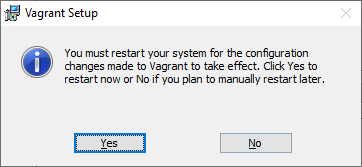 Vagrant Setup
You must restart your system for the configuration
changes made to Vagrant to take effect. Click Yes to
restart now or No if you plan to manually restart later.
Yes
No